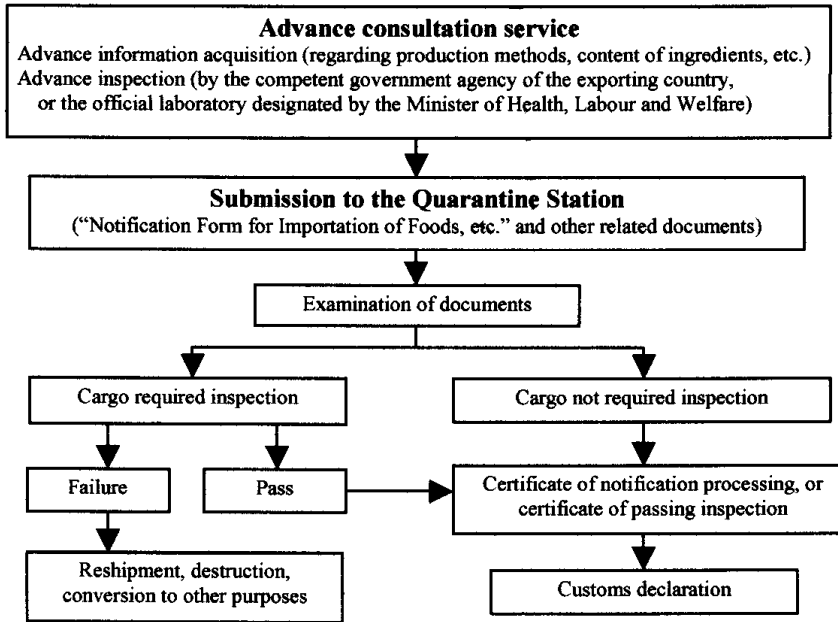 Advance consultation service
Advance information acquisition (regarding production methods, content of ingredients, etc.)
Advance inspection (by the competent government agency of the exporting country,
or the official laboratory designated by the Minister of Health, Labour and Welfare)
Submission to the Quarantine Station
(“Notification Form for Importation of Foods, etc.” and other related documents)
Examination of documents
Cargo required inspection
Cargo not required inspection
Failure
Pass
Certificate of notification processing, or
certificate of passing inspection
Reshipment, destruction,
conversion to other purposes
Customs declaration